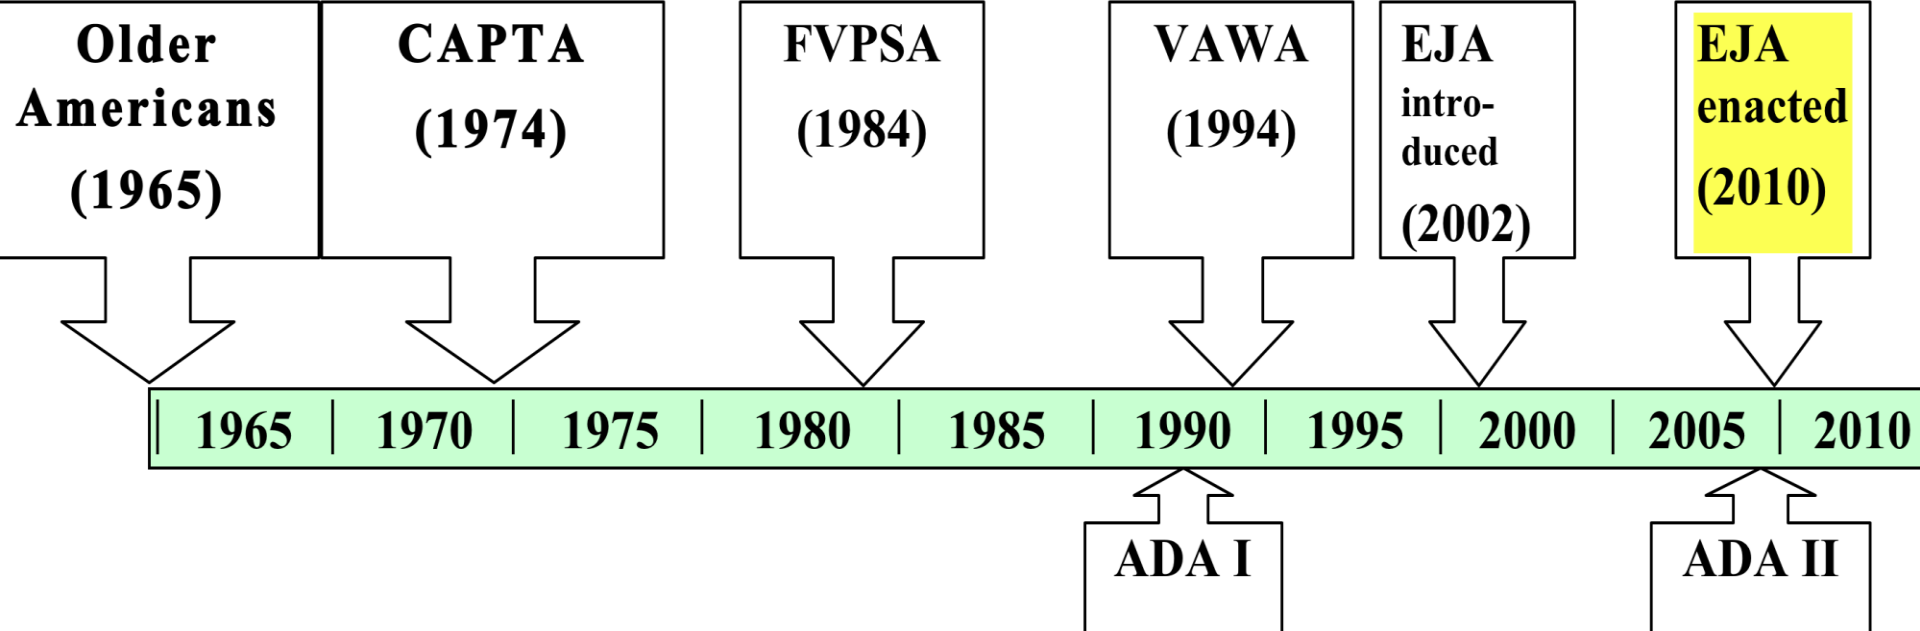 Older
Americans
(1965)
CAPTA
(1974)
FVPSA
(1984)
VAWA
(1994)
EJA
intro-
duced
(2002)
EJA
enacted
(2010)
1965 | 1970 | 1975 | 1980 | 1985 | 1990 | 1995 | 2000 | 2005 | 2010
ADA I
ADA II